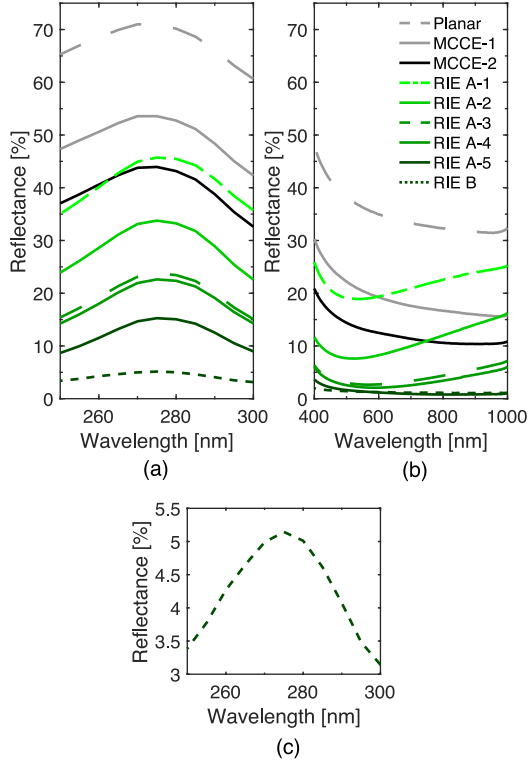 70
60
50
40
30
20
10
0
Reflectance [%]
260
280
300
Wavelength [nm]
(a)
70
60
50
40
30
20
10
0
Reflectance [%]
400
600
800
1000
Wavelength [nm]
(b)
Planar
MCCE-1
MCCE-2
RIE A-1
RIE A-2
RIE A-3
RIE A-4
RIE A-5
RIE B
5.5
5
4.5
4
3.5
3
Reflectance [%]
260
280
300
Wavelength [nm]
(c)